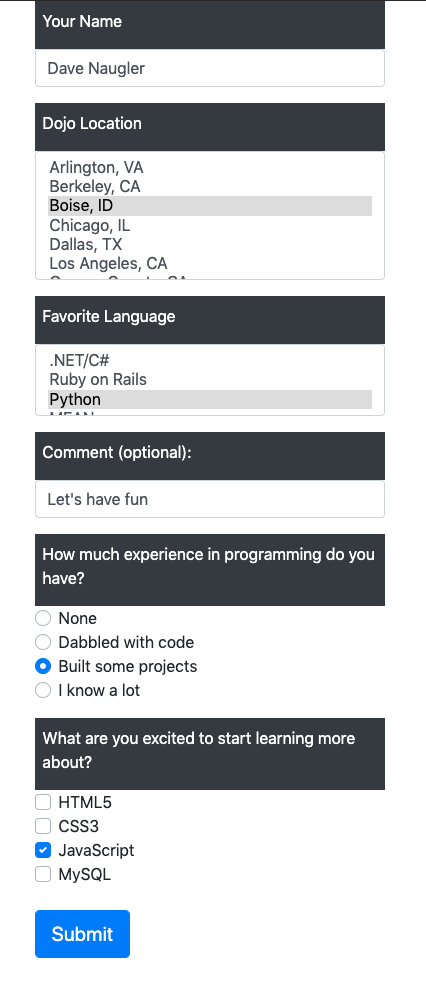 Your Name
Dave Naugler
Dojo Location
Arlington, VA
Berkeley, CA
Boise, ID
Chicago, IL
Dallas, TX
Los Angeles, CA
Favorite Language
.NET/C#
Ruby on Rails
Python
MEAN
Comment (optional):
Let's have fun
How much experience in programming do you
have?
None
Dabbled with code
Built some projects
I know a lot
What are you excited to start learning more
about?
HTML5
CSS3
JavaScript
MySQL
Submit